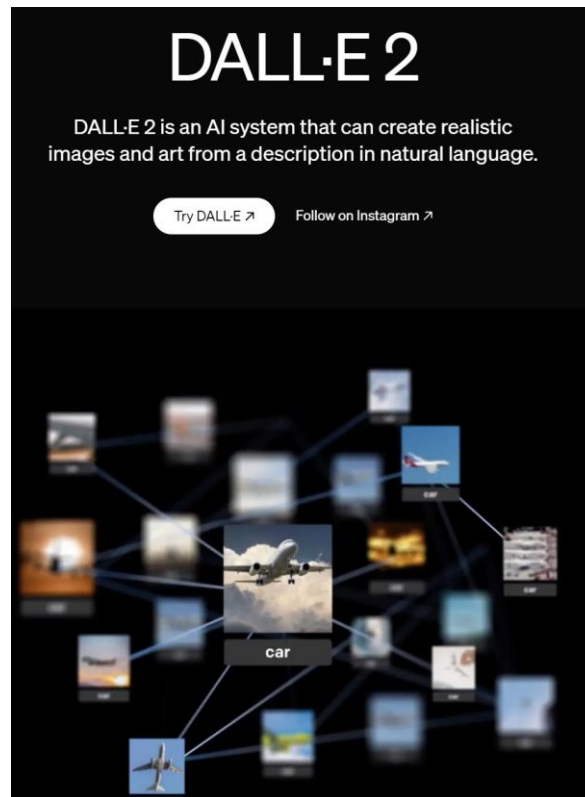 DALL·E 2
DALL·E 2 is an AI system that can create realistic
images and art from a description in natural language.
Try DALL·E ↗
Follow on Instagram ↗
car
car
car
car
car